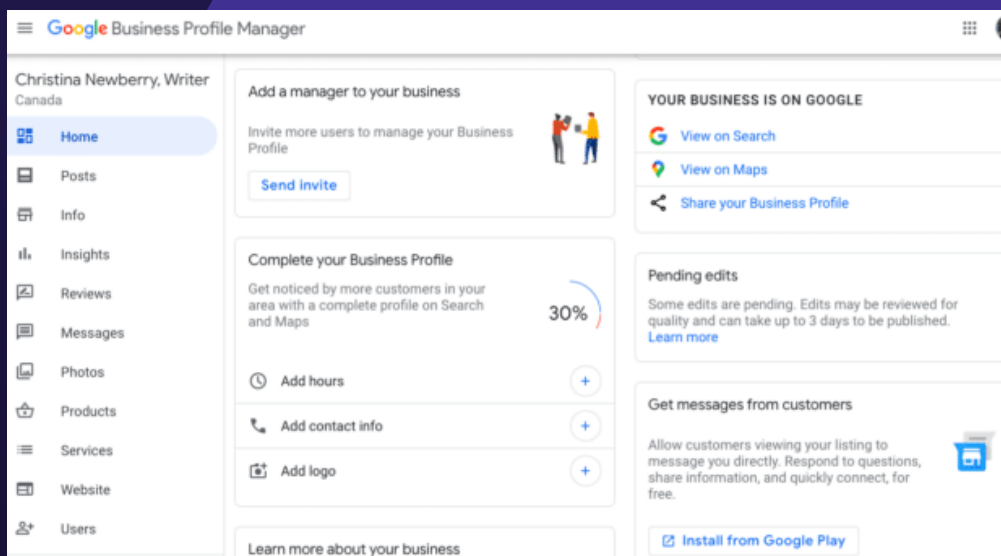 Google Business Profile Manager
Christina Newberry, Writer
Canada
Home
Posts
Info
Insights
Reviews
Messages
Photos
Products
Services
Website
Users
Add a manager to your business
Invite more users to manage your Business
Profile
Send invite
Complete your Business Profile
Get noticed by more customers in your
area with a complete profile on Search
and Maps
30%
Add hours
Add contact info
Add logo
Learn more about your business
YOUR BUSINESS IS ON GOOGLE
View on Search
View on Maps
Share your Business Profile
Pending edits
Some edits are pending. Edits may be reviewed for
quality and can take up to 3 days to be published.
Learn more
Get messages from customers
Allow customers viewing your listing to
message you directly. Respond to questions,
share information, and quickly connect, for
free.
Install from Google Play